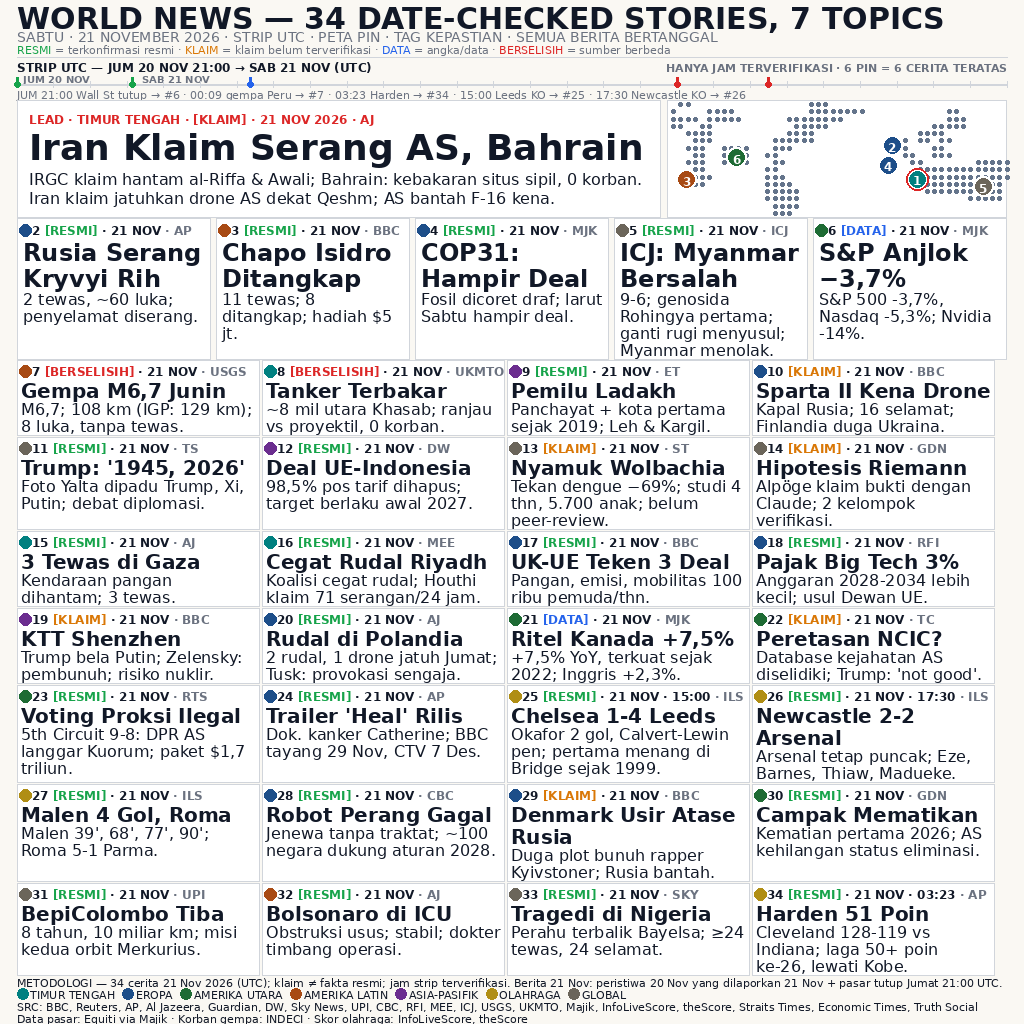 WORLD NEWS — 34 DATE-CHECKED STORIES, 7 TOPICS
SABTU · 21 NOVEMBER 2026 · STRIP UTC · PETA PIN · TAG KEPASTIAN · SEMUA BERITA BERTANGGAL
RESMI = terkonfirmasi resmi · KLAIM = klaim belum terverifikasi · DATA = angka/data · BERSELISIH = sumber berbeda
STRIP UTC — JUM 20 NOV 21:00 → SAB 21 NOV (UTC)
HANYA JAM TERVERIFIKASI · 6 PIN = 6 CERITA TERATAS
JUM 20 NOV
SAB 21 NOV
JUM 21:00 Wall St tutup → #6 · 00:09 gempa Peru → #7 · 03:23 Harden → #34 · 15:00 Leeds KO → #25 · 17:30 Newcastle KO → #26
LEAD · TIMUR TENGAH · [KLAIM] · 21 NOV 2026 · AJ
Iran Klaim Serang AS, Bahrain
IRGC klaim hantam al-Riffa & Awali; Bahrain: kebakaran situs sipil, 0 korban.
Iran klaim jatuhkan drone AS dekat Qeshm; AS bantah F-16 kena.
6
3
2
4
1
5
2 [RESMI] · 21 NOV · AP
Rusia Serang
Kryvyi Rih
2 tewas, ~60 luka;
penyelamat diserang.
3 [RESMI] · 21 NOV · BBC
Chapo Isidro
Ditangkap
11 tewas; 8
ditangkap; hadiah $5
jt.
4 [RESMI] · 21 NOV · MJK
COP31:
Hampir Deal
Fosil dicoret draf; larut
Sabtu hampir deal.
5 [RESMI] · 21 NOV · ICJ
ICJ: Myanmar
Bersalah
9-6; genosida
Rohingya pertama;
ganti rugi menyusul;
Myanmar menolak.
6 [DATA] · 21 NOV · MJK
S&P Anjlok
−3,7%
S&P 500 -3,7%,
Nasdaq -5,3%; Nvidia
-14%.
7 [BERSELISIH] · 21 NOV · USGS
Gempa M6,7 Junin
M6,7; 108 km (IGP: 129 km);
8 luka, tanpa tewas.
8 [BERSELISIH] · 21 NOV · UKMTO
Tanker Terbakar
~8 mil utara Khasab; ranjau
vs proyektil, 0 korban.
9 [RESMI] · 21 NOV · ET
Pemilu Ladakh
Panchayat + kota pertama
sejak 2019; Leh & Kargil.
10 [KLAIM] · 21 NOV · BBC
Sparta II Kena Drone
Kapal Rusia; 16 selamat;
Finlandia duga Ukraina.
11 [RESMI] · 21 NOV · TS
Trump: '1945, 2026'
Foto Yalta dipadu Trump, Xi,
Putin; debat diplomasi.
12 [RESMI] · 21 NOV · DW
Deal UE-Indonesia
98,5% pos tarif dihapus;
target berlaku awal 2027.
13 [KLAIM] · 21 NOV · ST
Nyamuk Wolbachia
Tekan dengue −69%; studi 4
thn, 5.700 anak; belum
peer-review.
14 [KLAIM] · 21 NOV · GDN
Hipotesis Riemann
Alpöge klaim bukti dengan
Claude; 2 kelompok
verifikasi.
15 [RESMI] · 21 NOV · AJ
3 Tewas di Gaza
Kendaraan pangan
dihantam; 3 tewas.
16 [RESMI] · 21 NOV · MEE
Cegat Rudal Riyadh
Koalisi cegat rudal; Houthi
klaim 71 serangan/24 jam.
17 [RESMI] · 21 NOV · BBC
UK-UE Teken 3 Deal
Pangan, emisi, mobilitas 100
ribu pemuda/thn.
18 [RESMI] · 21 NOV · RFI
Pajak Big Tech 3%
Anggaran 2028-2034 lebih
kecil; usul Dewan UE.
19 [KLAIM] · 21 NOV · BBC
KTT Shenzhen
Trump bela Putin; Zelensky:
pembunuh; risiko nuklir.
20 [RESMI] · 21 NOV · AJ
Rudal di Polandia
2 rudal, 1 drone jatuh Jumat;
Tusk: provokasi sengaja.
21 [DATA] · 21 NOV · MJK
Ritel Kanada +7,5%
+7,5% YoY, terkuat sejak
2022; Inggris +2,3%.
22 [KLAIM] · 21 NOV · TC
Peretasan NCIC?
Database kejahatan AS
diselidiki; Trump: 'not good'.
23 [RESMI] · 21 NOV · RTS
Voting Proksi Ilegal
5th Circuit 9-8: DPR AS
langgar Kuorum; paket $1,7
triliun.
24 [RESMI] · 21 NOV · AP
Trailer 'Heal' Rilis
Dok. kanker Catherine; BBC
tayang 29 Nov, CTV 7 Des.
25 [RESMI] · 21 NOV · 15:00 · ILS
Chelsea 1-4 Leeds
Okafor 2 gol, Calvert-Lewin
pen; pertama menang di
Bridge sejak 1999.
26 [RESMI] · 21 NOV · 17:30 · ILS
Newcastle 2-2
Arsenal
Arsenal tetap puncak; Eze,
Barnes, Thiaw, Madueke.
27 [RESMI] · 21 NOV · ILS
Malen 4 Gol, Roma
Malen 39', 68', 77', 90';
Roma 5-1 Parma.
28 [RESMI] · 21 NOV · CBC
Robot Perang Gagal
Jenewa tanpa traktat; ~100
negara dukung aturan 2028.
29 [KLAIM] · 21 NOV · BBC
Denmark Usir Atase
Rusia
Duga plot bunuh rapper
Kyivstoner; Rusia bantah.
30 [RESMI] · 21 NOV · GDN
Campak Mematikan
Kematian pertama 2026; AS
kehilangan status eliminasi.
31 [RESMI] · 21 NOV · UPI
BepiColombo Tiba
8 tahun, 10 miliar km; misi
kedua orbit Merkurius.
32 [RESMI] · 21 NOV · AJ
Bolsonaro di ICU
Obstruksi usus; stabil; dokter
timbang operasi.
33 [RESMI] · 21 NOV · SKY
Tragedi di Nigeria
Perahu terbalik Bayelsa; ≥24
tewas, 24 selamat.
34 [RESMI] · 21 NOV · 03:23 · AP
Harden 51 Poin
Cleveland 128-119 vs
Indiana; laga 50+ poin
ke-26, lewati Kobe.
METODOLOGI — 34 cerita 21 Nov 2026 (UTC); klaim ≠ fakta resmi; jam strip terverifikasi. Berita 21 Nov: peristiwa 20 Nov yang dilaporkan 21 Nov + pasar tutup Jumat 21:00 UTC.
TIMUR TENGAH EROPA AMERIKA UTARA AMERIKA LATIN ASIA-PASIFIK OLAHRAGA GLOBAL
SRC: BBC, Reuters, AP, Al Jazeera, Guardian, DW, Sky News, UPI, CBC, RFI, MEE, ICJ, USGS, UKMTO, Majik, InfoLiveScore, theScore, Straits Times, Economic Times, Truth Social
Data pasar: Equiti via Majik · Korban gempa: INDECI · Skor olahraga: InfoLiveScore, theScore